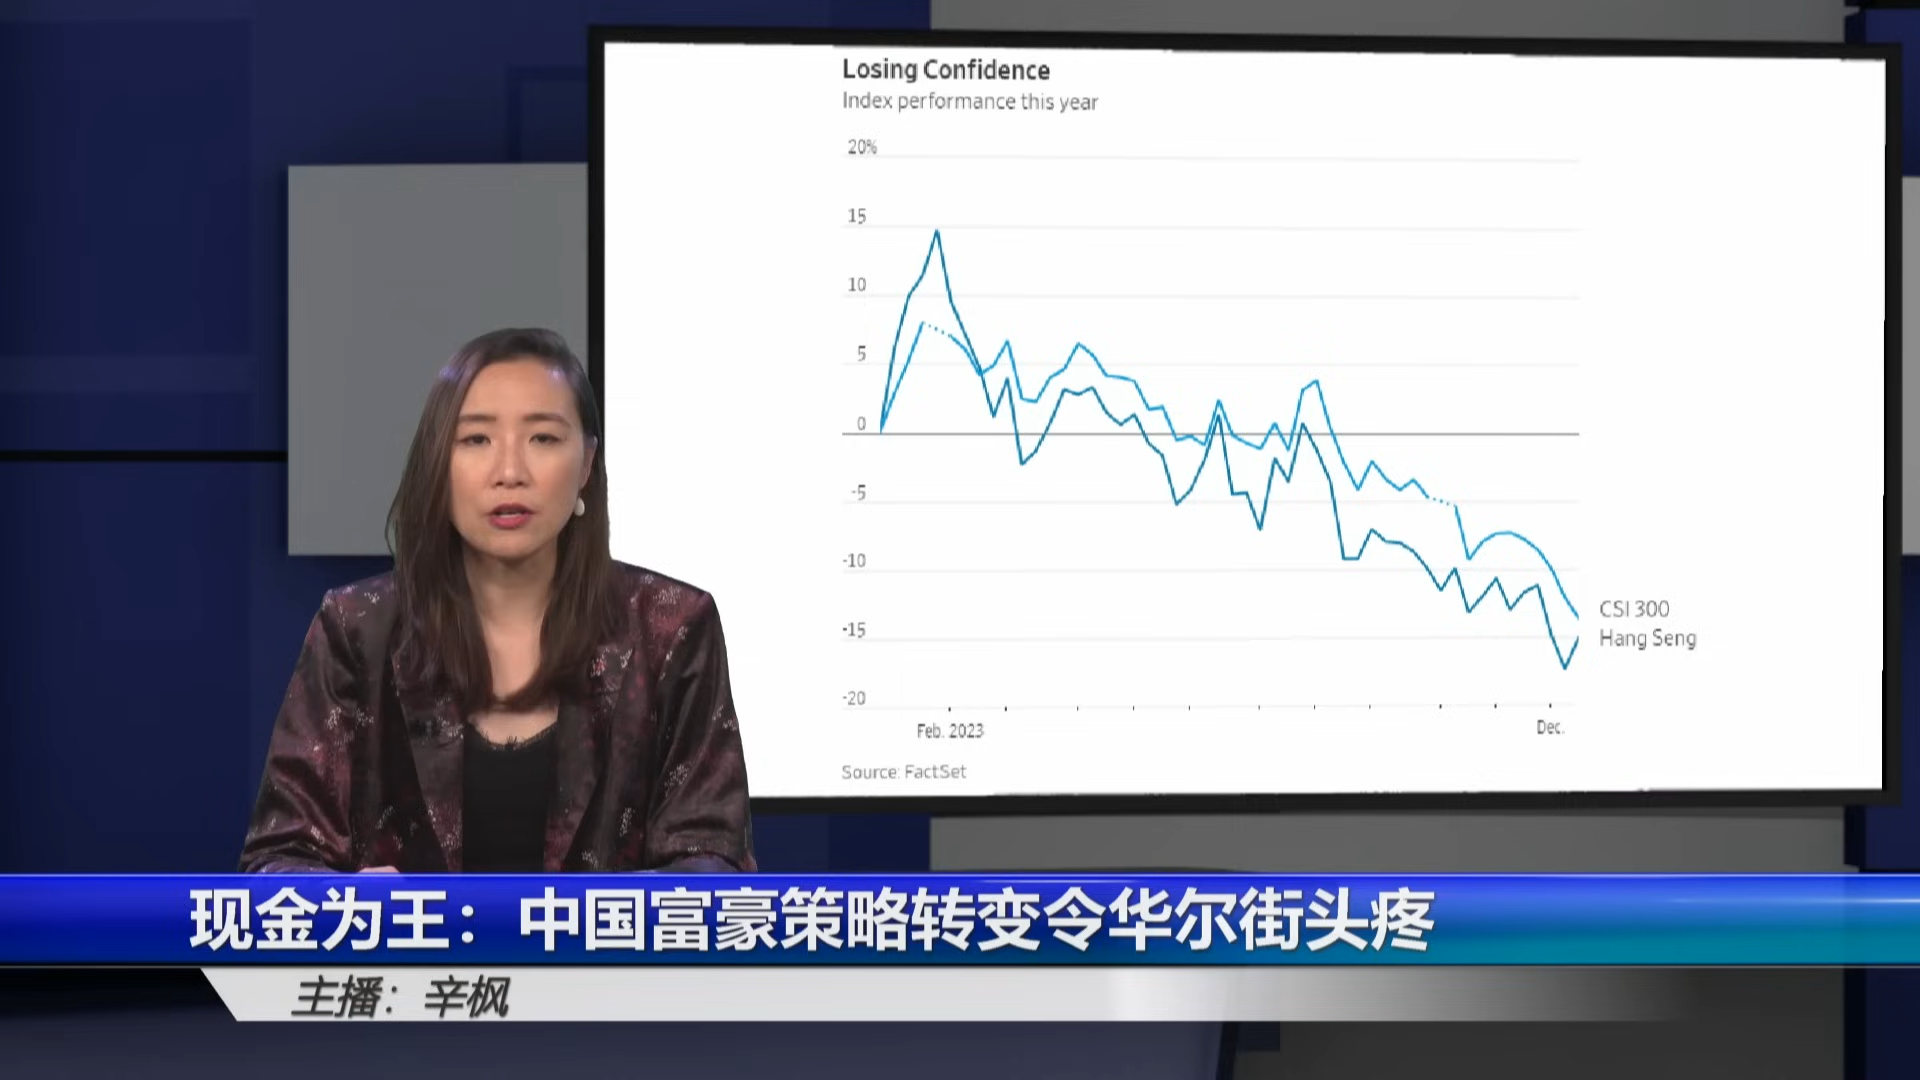 Losing Confidence
Index performance this year
20%
15
10
5
0
-5
-10
-15
-20
CSI 300
Hang Seng
Feb. 2023
Dec.
Source: FactSet
现金为王：中国富豪策略转变令华尔街头疼
主播：辛枫